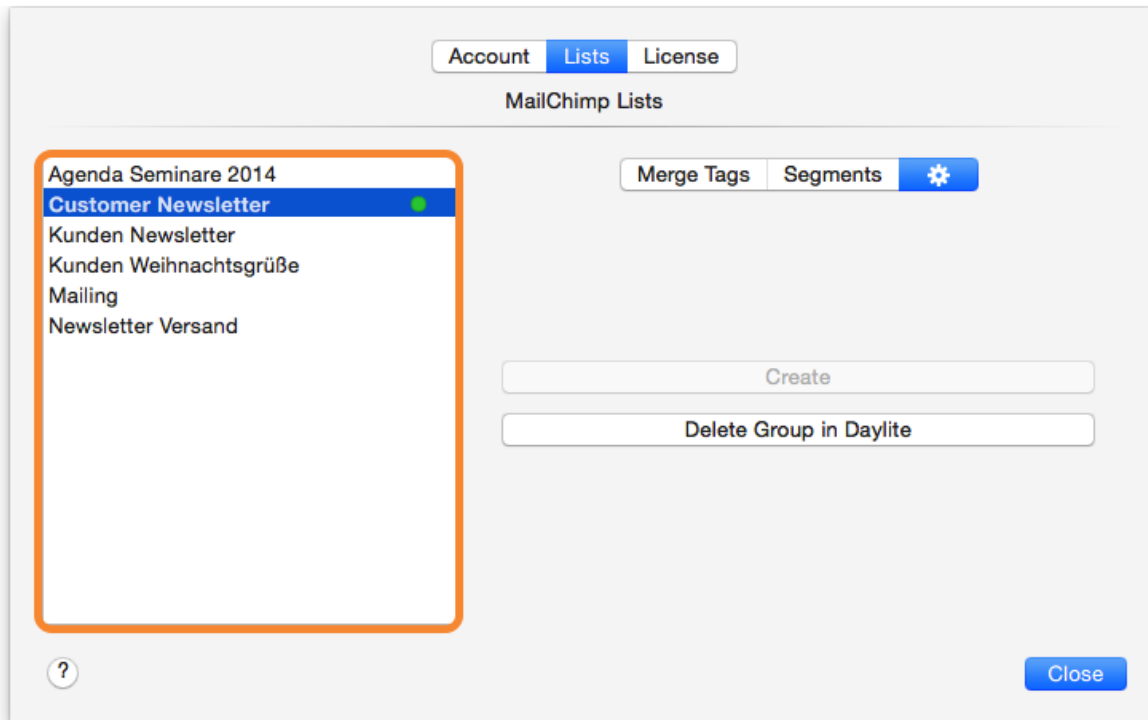 Account Lists License
MailChimp Lists
Agenda Seminare 2014
Customer Newsletter
Kunden Newsletter
Kunden Weihnachtsgrüße
Mailing
Newsletter Versand
Merge Tags Segments
Create
Delete Group in Daylite
?
Close